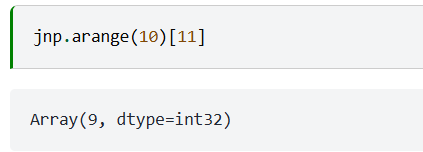 jnp.arange(10)[11]
Array(9, dtype=int32)